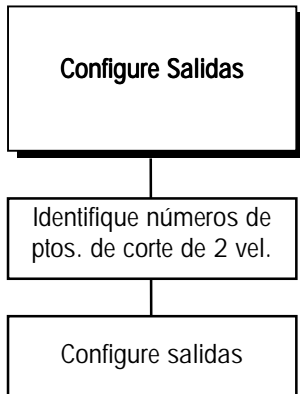 Configure Salidas
Identifique números de
ptos. de corte de 2 vel.
Configure salidas